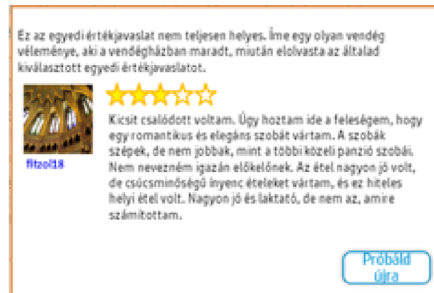 Ez az egyedi értékjavaslat nem teljesen helyes. Íme egy olyan vendég
véleménye, aki a vendégházban maradt, miután elolvasta az általad
kiválasztott egyedi értékjavaslatot.
Kicsit csalódott voltam. Úgy hoztam ide a feleségem, hogy
egy romantikus és elegáns szobát vártam. A szobák
szépek, de nem jobbak, mint a többi közeli panzió szobái.
Nem nevezném igazán előkelőnek. Az étel nagyon jó volt,
de csúcsminőségű ínyenc ételeket vártam, és ez hiteles
helyi étel volt. Nagyon jó és laktató, de nem az, amire
számítottam.
fitzol18
Próbáld
újra